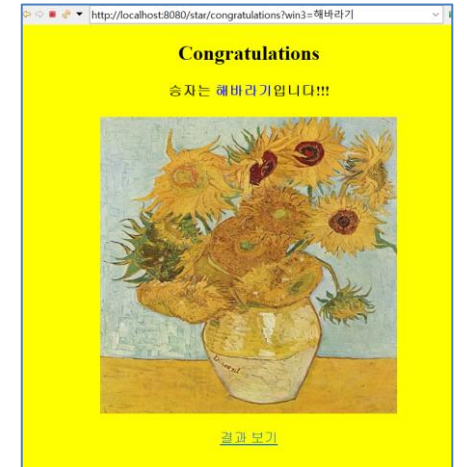 http://localhost:8080/star/congratulations?win3=해바라기
Congratulations
승자는 해바라기입니다!!!
Vincent
결과 보기